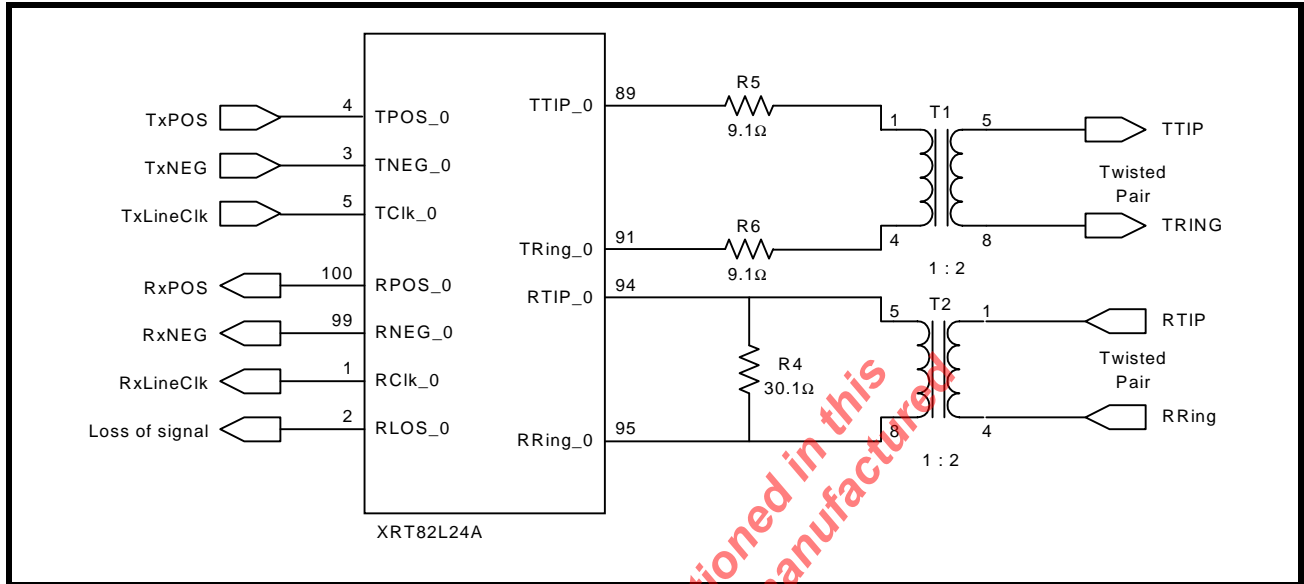 TxPOS 4 TPOS_0
TxNEG 3 TNEG_0
TxLineClk 5 TClk_0
RxPOS 100 RPOS_0
RxNEG 99 RNEG_0
RxLineClk 1 RClk_0
Loss of signal 2 RLOS_0
XRT82L24A
TTIP_0 89
R5
9.1Ω
TRing_0 91
R6
9.1Ω
T1
1
4
5
8
1 : 2
TTIP
Twisted
Pair
TRING
RTIP_0 94
R4
30.1Ω
RRing_0 95
T2
5
8
1
4
1 : 2
RTIP
Twisted
Pair
RRing
tioned in this
anufactured